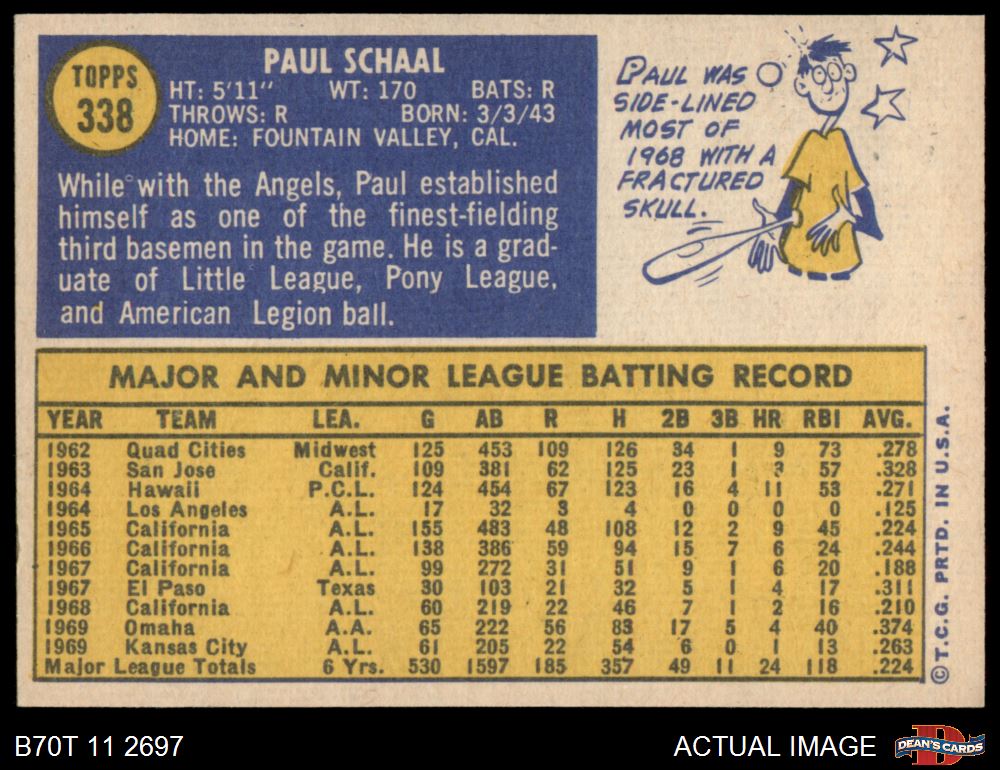 TOPPS
338
PAUL SCHAAL
HT: 5'11" WT: 170 BATS: R
THROWS: R BORN: 3/3/43
HOME: FOUNTAIN VALLEY, CAL.
While with the Angels, Paul established
himself as one of the finest-fielding
third basemen in the game. He is a grad-
uate of Little League, Pony League,
and American Legion ball.
PAUL WAS
SIDE-LINED
MOST OF
1968 WITH A
FRACTURED
SKULL.
MAJOR AND MINOR LEAGUE BATTING RECORD
YEAR TEAM LEA. G AB R H 2B 3B HR RBI AVG.
1962 Quad Cities Midwest 125 453 109 126 34 1 9 73 .278
1963 San Jose Calif. 109 381 62 125 23 1 3 57 .328
1964 Hawaii P.C.L. 124 454 67 123 16 4 11 53 .271
1964 Los Angeles A.L. 17 32 3 4 0 0 0 0 .125
1965 California A.L. 155 483 48 108 12 2 9 45 .224
1966 California A.L. 138 386 59 94 15 7 6 24 .244
1967 California A.L. 99 272 31 51 9 1 6 20 .188
1967 El Paso Texas 30 103 21 32 5 1 4 17 .311
1968 California A.L. 60 219 22 46 7 1 2 16 .210
1969 Omaha A.A. 65 222 56 83 17 5 4 40 .374
1969 Kansas City A.L. 61 205 22 54 6 0 1 13 .263
Major League Totals 6 Yrs. 530 1597 185 357 49 11 24 118 .224
© T.C.G. PRTD. IN U.S.A.
B70T 11 2697
ACTUAL IMAGE
D
DEAN'S CARDS